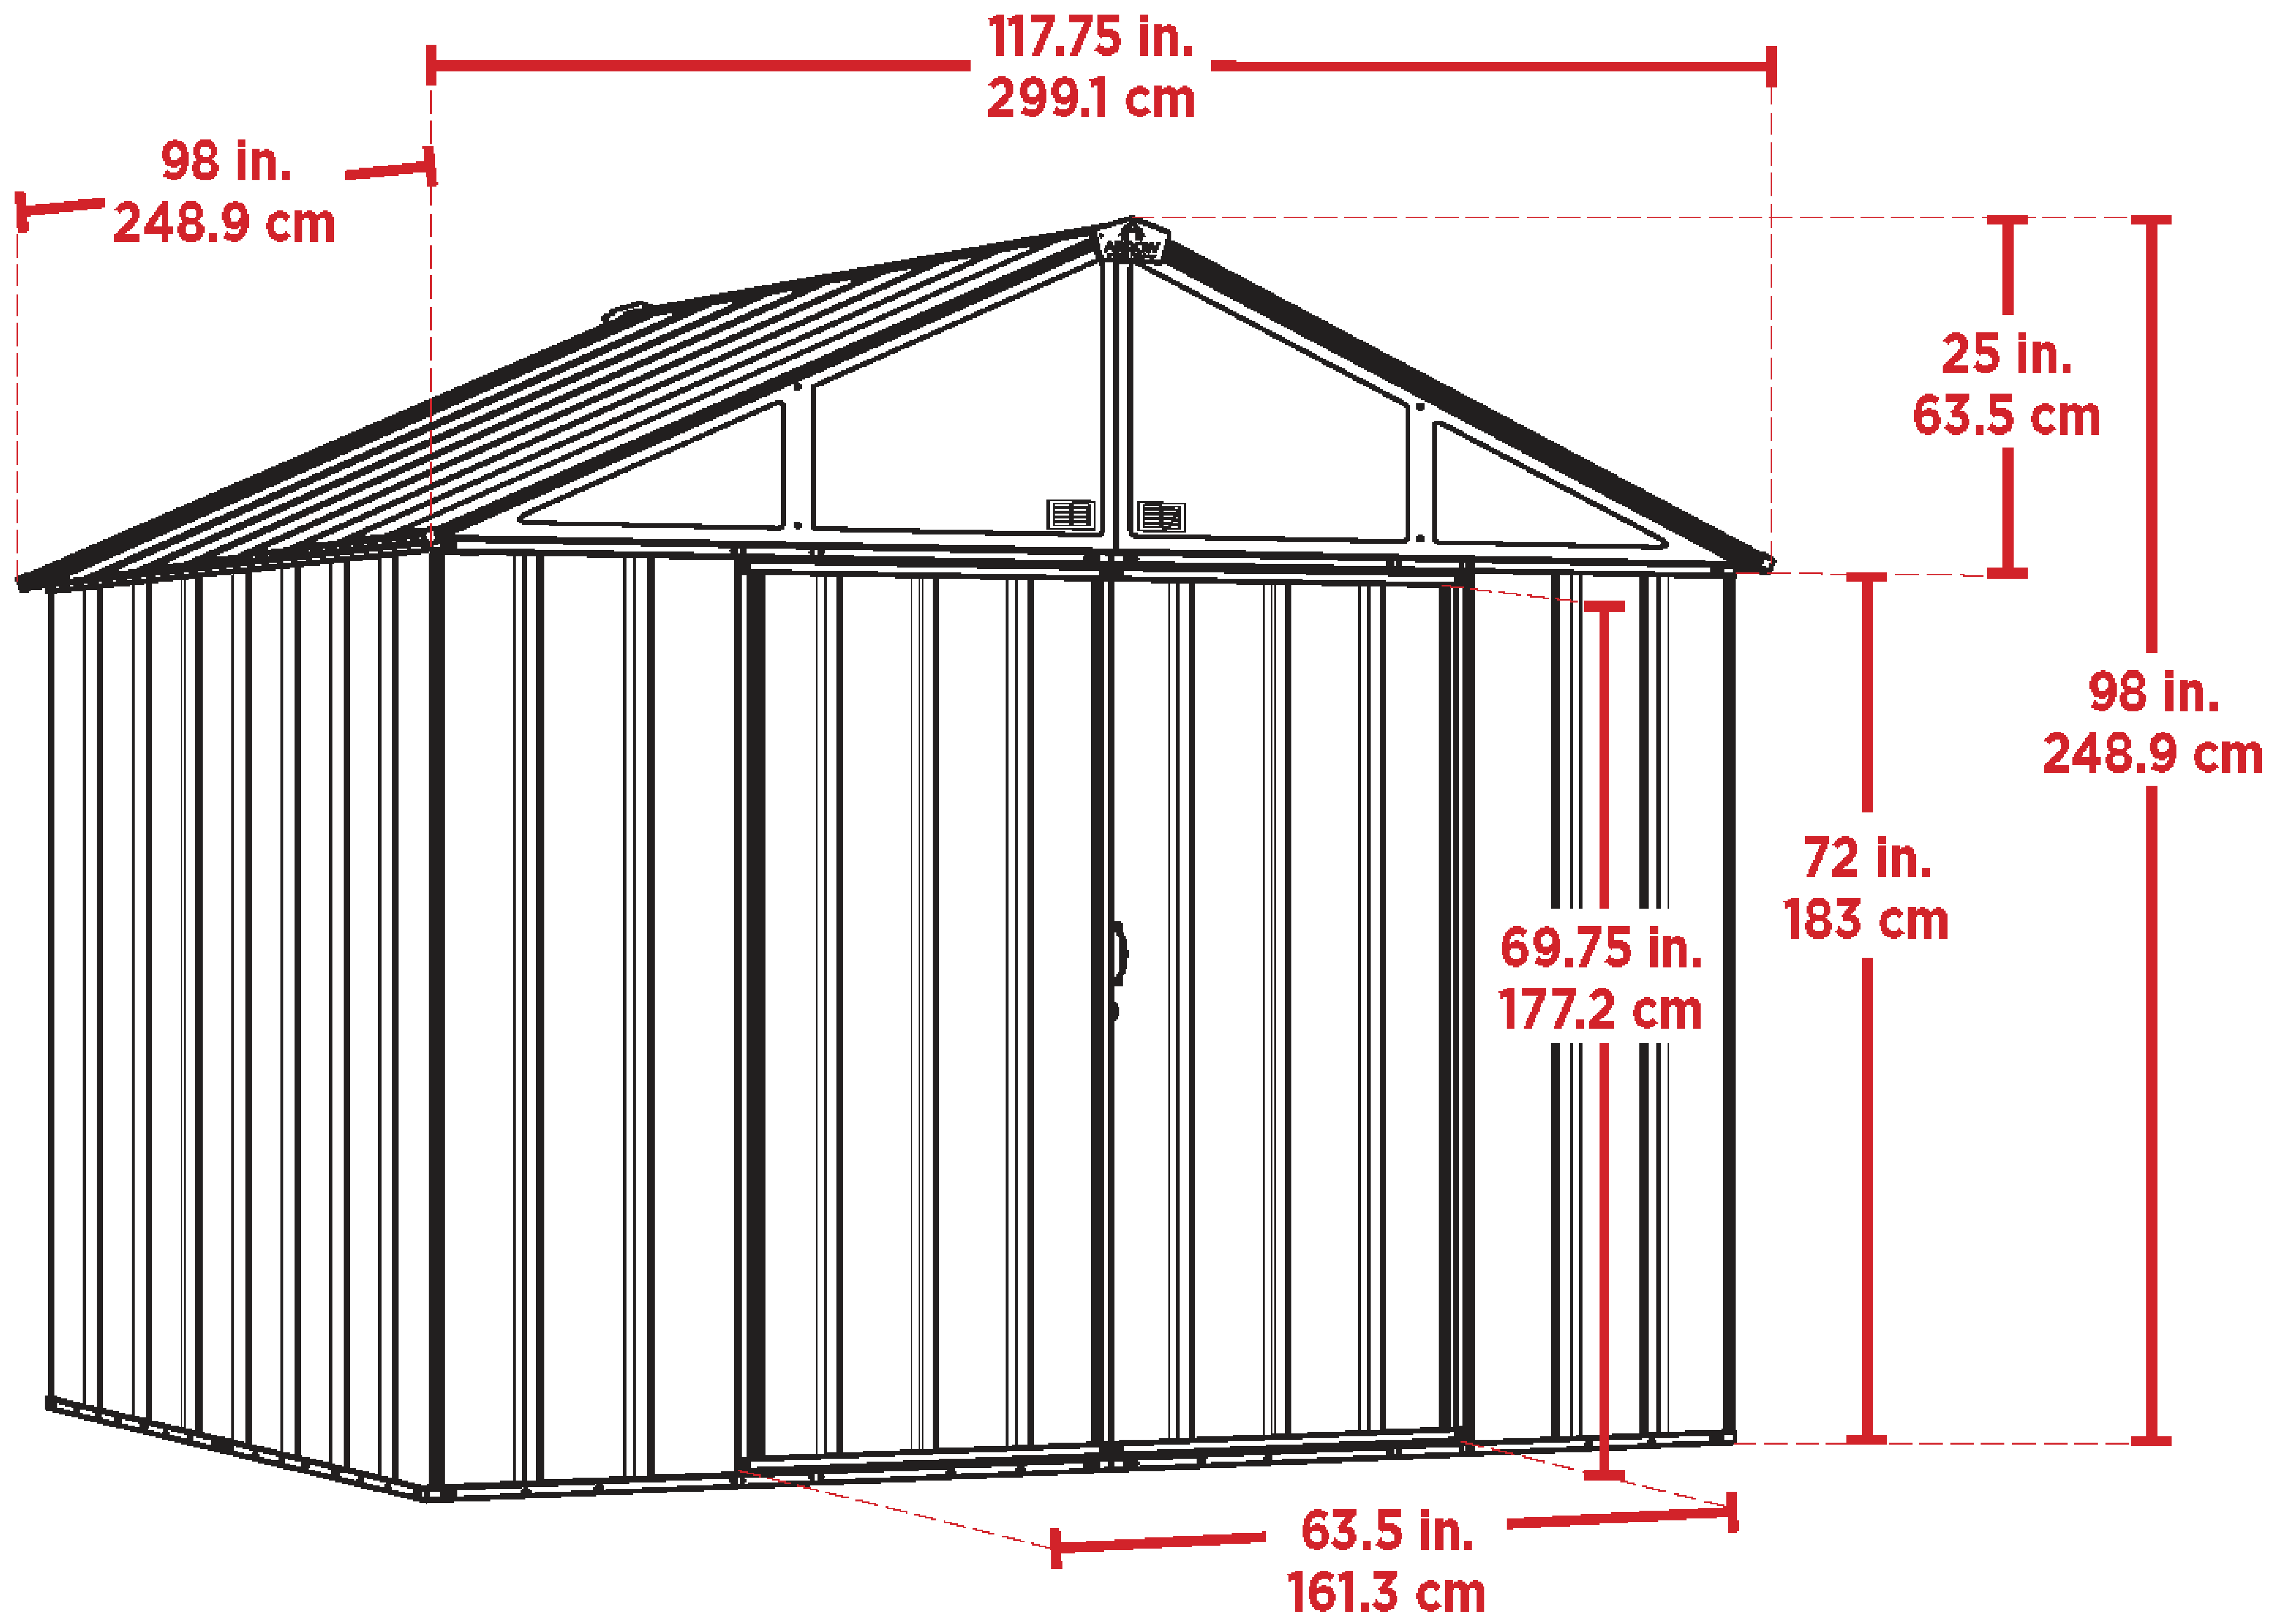 117.75 in.
299.1 cm
98 in.
248.9 cm
ARROW
25 in.
63.5 cm
98 in.
248.9 cm
72 in.
183 cm
69.75 in.
177.2 cm
63.5 in.
161.3 cm